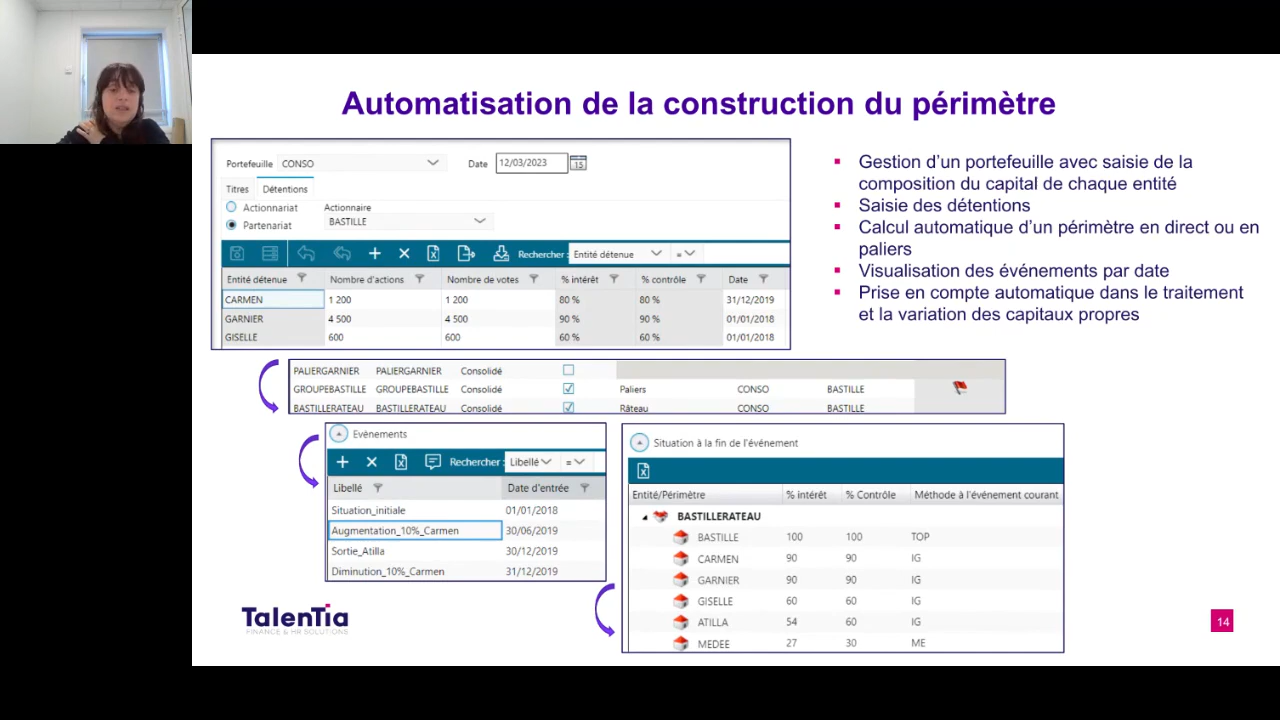 Automatisation de la construction du périmètre
Portefeuille CONSO Date 12/03/2023 15
Titres Détentions
Actionnariat Actionnaire
Partenariat BASTILLE
Rechercher : Entité détenue =
Entité détenue Nombre d'actions Nombre de votes % intérêt % contrôle Date
CARMEN 1 200 1 200 80 % 80 % 31/12/2019
GARNIER 4 500 4 500 90 % 90 % 01/01/2018
GISELLE 600 600 60 % 60 % 01/01/2018
▪ Gestion d’un portefeuille avec saisie de la
composition du capital de chaque entité
▪ Saisie des détentions
▪ Calcul automatique d’un périmètre en direct ou en
paliers
▪ Visualisation des événements par date
▪ Prise en compte automatique dans le traitement
et la variation des capitaux propres
PALIERGARNIER PALIERGARNIER Consolidé
GROUPEBASTILLE GROUPEBASTILLE Consolidé Paliers CONSO BASTILLE
BASTILLERATEAU BASTILLERATEAU Consolidé Râteau CONSO BASTILLE
Evènements
Rechercher : Libellé =
Libellé Date d'entrée
Situation_initiale 01/01/2018
Augmentation_10%_Carmen 30/06/2019
Sortie_Atilla 30/12/2019
Diminution_10%_Carmen 31/12/2019
Situation à la fin de l'événement
Entité/Périmètre % intérêt % Contrôle Méthode à l'événement courant
BASTILLERATEAU
BASTILLE 100 100 TOP
CARMEN 90 90 IG
GARNIER 90 90 IG
GISELLE 60 60 IG
ATILLA 54 60 IG
MEDEE 27 30 ME
TalenTia
FINANCE & HR SOLUTIONS
14